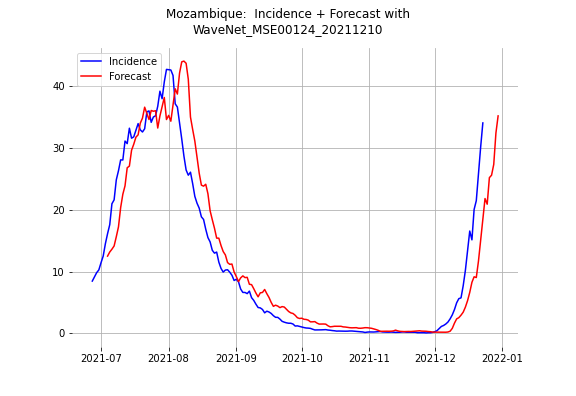 Mozambique:  Incidence + Forecast with
WaveNet_MSE00124_20211210
Incidence
Forecast
40
30
20
10
0
2021-07 2021-08 2021-09 2021-10 2021-11 2021-12 2022-01